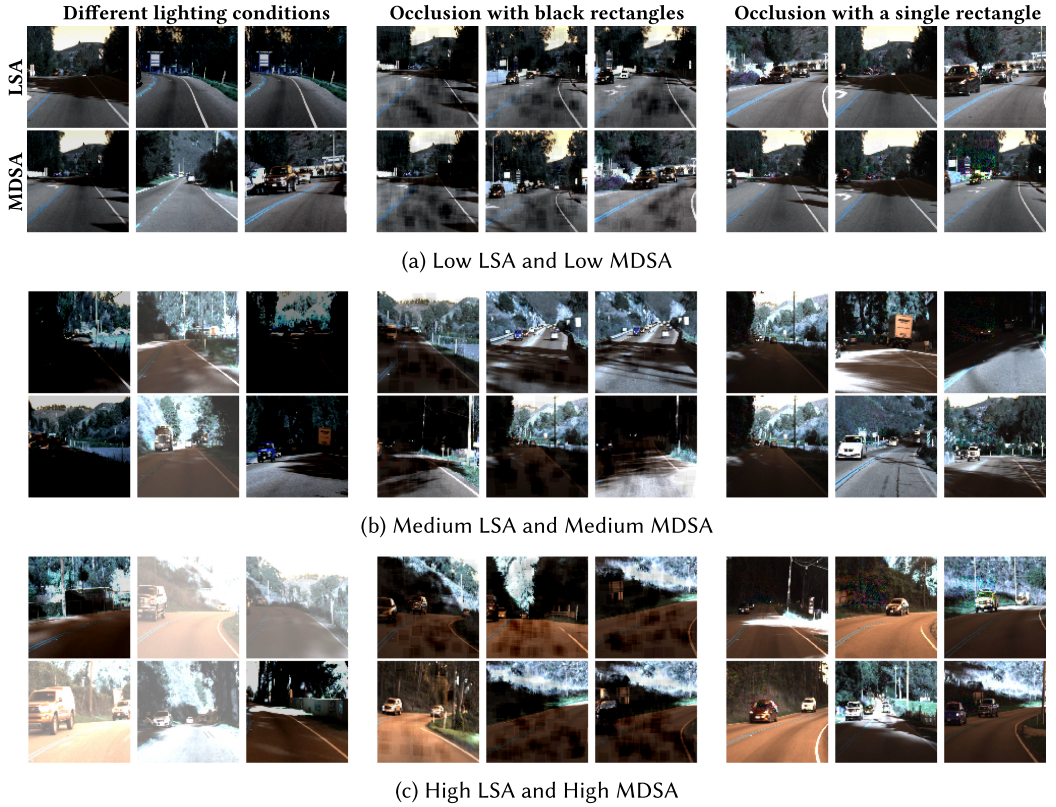 Different lighting conditions
Occlusion with black rectangles
Occlusion with a single rectangle
LSA
MDSA
(a) Low LSA and Low MDSA
(b) Medium LSA and Medium MDSA
(c) High LSA and High MDSA